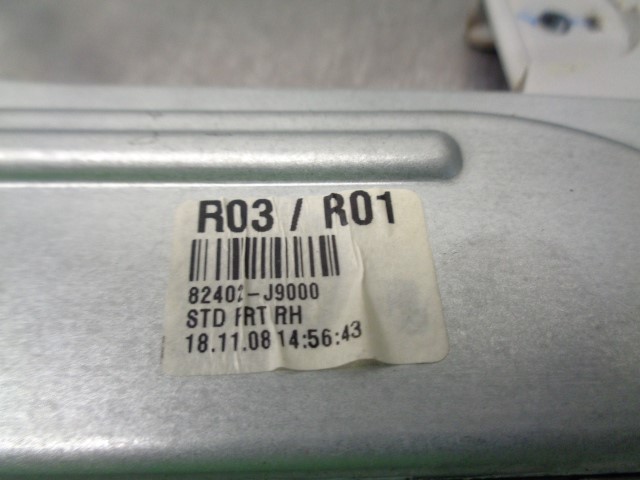 R03 / R01
82402-J9000
STD FRT RH
18.11.08 14:56:43